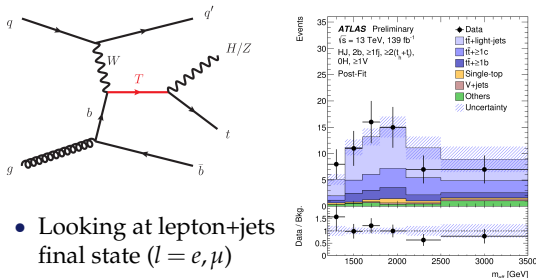 q
q′
W
H/Z
T
b
t
g
b̄
• Looking at lepton+jets
final state (l = e, μ)
Events
35
30
25
20
15
10
5
0
ATLAS Preliminary
√s = 13 TeV, 139 fb⁻¹
HJ, 2b, ≥1fj, ≥2(t_h+t_l),
0H, ≥1V
Post-Fit
Data
tt̄+light-jets
tt̄+≥1c
tt̄+≥1b
Single-top
V+jets
Others
Uncertainty
Data / Bkg.
1.5
1
0.5
0
1500 2000 2500 3000 3500
m_eff [GeV]